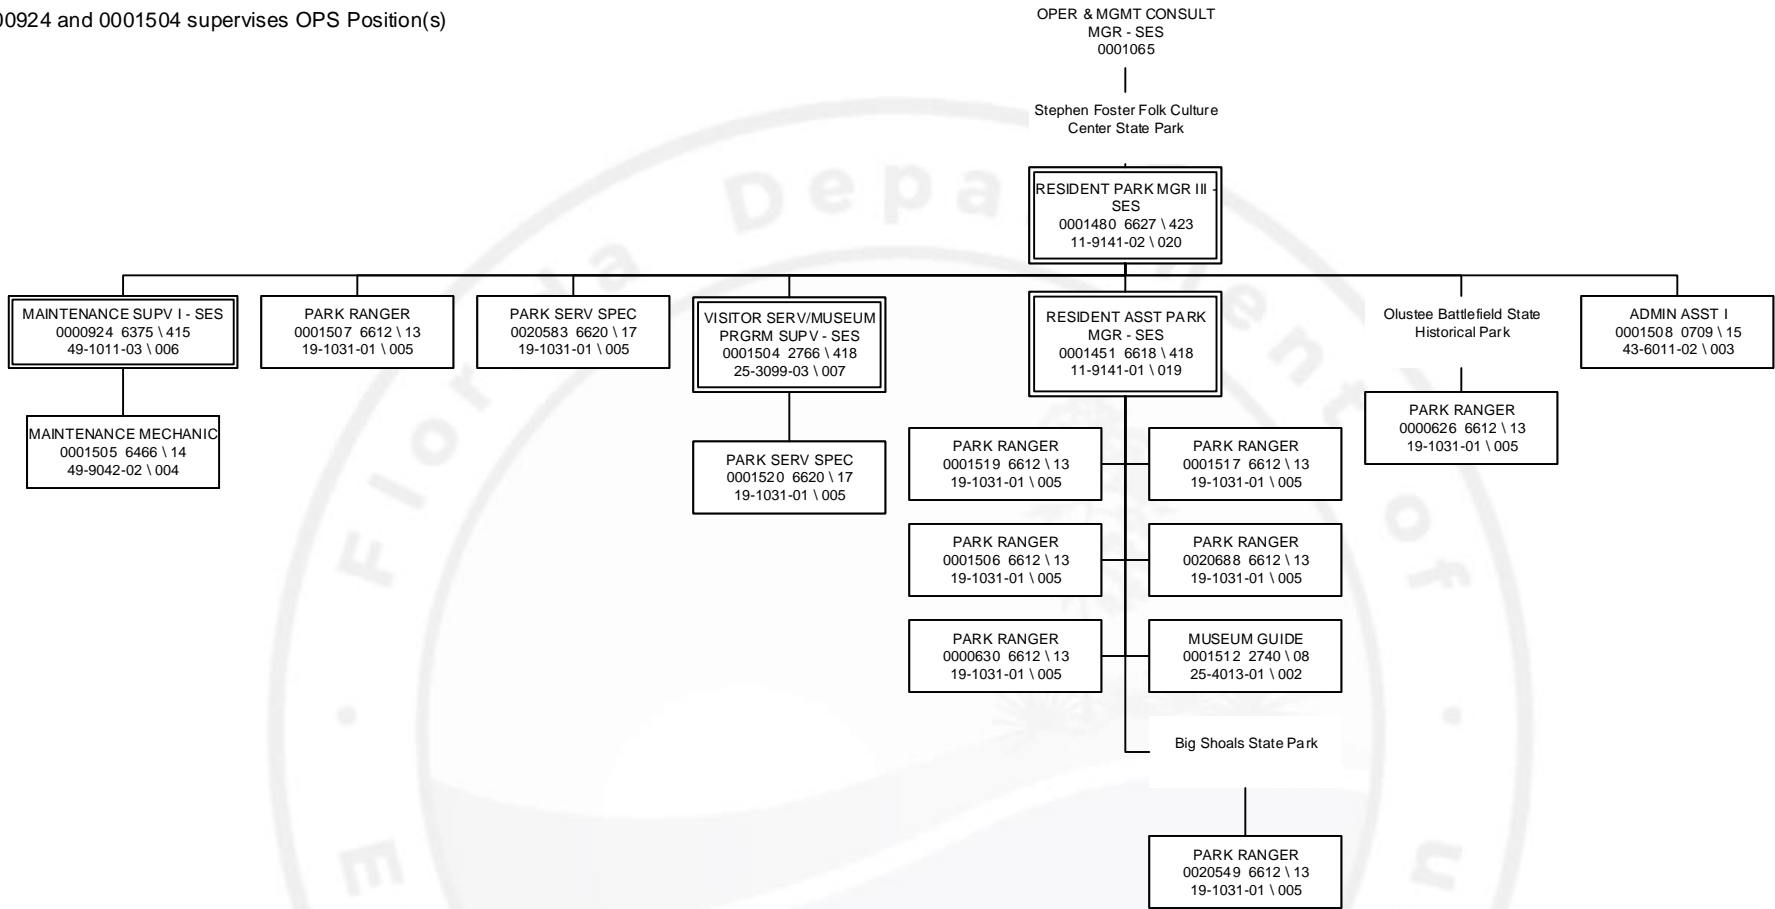 00924 and 0001504 supervises OPS Position(s)
OPER & MGMT CONSULT
MGR - SES
0001065
Stephen Foster Folk Culture
Center State Park
RESIDENT PARK MGR III -
SES
0001480 6627 \ 423
11-9141-02 \ 020
MAINTENANCE SUPV I - SES
0000924 6375 \ 415
49-1011-03 \ 006
PARK RANGER
0001507 6612 \ 13
19-1031-01 \ 005
PARK SERV SPEC
0020583 6620 \ 17
19-1031-01 \ 005
VISITOR SERV/MUSEUM
PRGRM SUPV - SES
0001504 2766 \ 418
25-3099-03 \ 007
RESIDENT ASST PARK
MGR - SES
0001451 6618 \ 418
11-9141-01 \ 019
Olustee Battlefield State
Historical Park
ADMIN ASST I
0001508 0709 \ 15
43-6011-02 \ 003
MAINTENANCE MECHANIC
0001505 6466 \ 14
49-9042-02 \ 004
PARK SERV SPEC
0001520 6620 \ 17
19-1031-01 \ 005
PARK RANGER
0000626 6612 \ 13
19-1031-01 \ 005
PARK RANGER
0001519 6612 \ 13
19-1031-01 \ 005
PARK RANGER
0001517 6612 \ 13
19-1031-01 \ 005
PARK RANGER
0001506 6612 \ 13
19-1031-01 \ 005
PARK RANGER
0020688 6612 \ 13
19-1031-01 \ 005
PARK RANGER
0000630 6612 \ 13
19-1031-01 \ 005
MUSEUM GUIDE
0001512 2740 \ 08
25-4013-01 \ 002
Big Shoals State Park
PARK RANGER
0020549 6612 \ 13
19-1031-01 \ 005